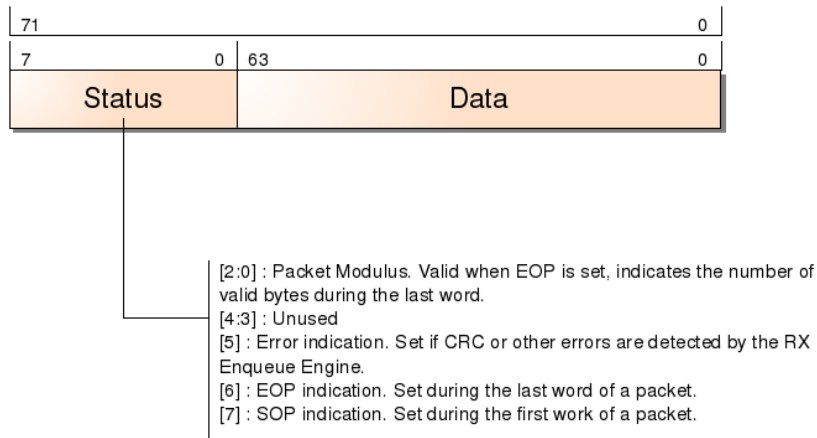 71 0
7 0 63 0
Status Data
[2:0] : Packet Modulus. Valid when EOP is set, indicates the number of
valid bytes during the last word.
[4:3] : Unused
[5] : Error indication. Set if CRC or other errors are detected by the RX
Enqueue Engine.
[6] : EOP indication. Set during the last word of a packet.
[7] : SOP indication. Set during the first work of a packet.